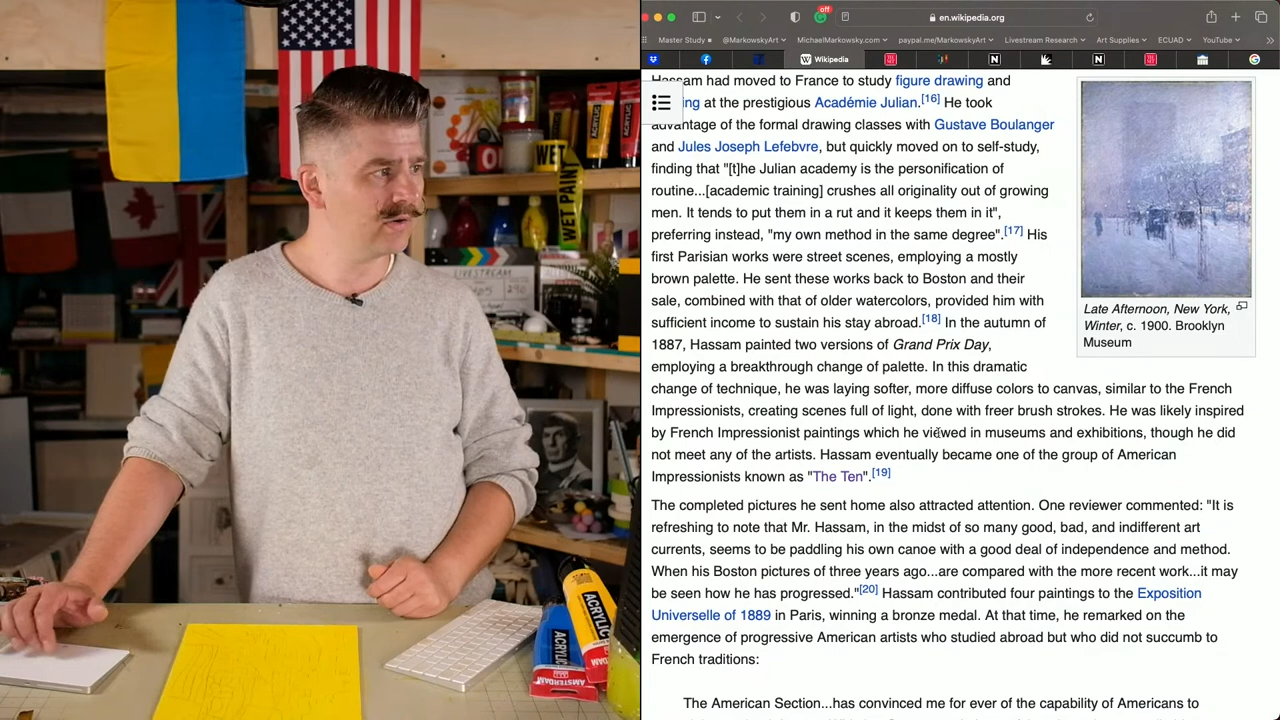 off
en.wikipedia.org
Master Study
@MarkowskyArt
MichaelMarkowsky.com
paypal.me/MarkowskyArt
Livestream Research
Art Supplies
ECUAD
YouTube
Wikipedia
Hassam had moved to France to study figure drawing and
ing at the prestigious Académie Julian.[16] He took
advantage of the formal drawing classes with Gustave Boulanger
and Jules Joseph Lefebvre, but quickly moved on to self-study,
finding that "[t]he Julian academy is the personification of
routine...[academic training] crushes all originality out of growing
men. It tends to put them in a rut and it keeps them in it",
preferring instead, "my own method in the same degree".[17] His
first Parisian works were street scenes, employing a mostly
brown palette. He sent these works back to Boston and their
sale, combined with that of older watercolors, provided him with
sufficient income to sustain his stay abroad.[18] In the autumn of
1887, Hassam painted two versions of Grand Prix Day,
employing a breakthrough change of palette. In this dramatic
change of technique, he was laying softer, more diffuse colors to canvas, similar to the French
Impressionists, creating scenes full of light, done with freer brush strokes. He was likely inspired
by French Impressionist paintings which he viewed in museums and exhibitions, though he did
not meet any of the artists. Hassam eventually became one of the group of American
Impressionists known as "The Ten".[19]
Late Afternoon, New York,
Winter, c. 1900. Brooklyn
Museum
The completed pictures he sent home also attracted attention. One reviewer commented: "It is
refreshing to note that Mr. Hassam, in the midst of so many good, bad, and indifferent art
currents, seems to be paddling his own canoe with a good deal of independence and method.
When his Boston pictures of three years ago...are compared with the more recent work...it may
be seen how he has progressed."[20] Hassam contributed four paintings to the Exposition
Universelle of 1889 in Paris, winning a bronze medal. At that time, he remarked on the
emergence of progressive American artists who studied abroad but who did not succumb to
French traditions:
The American Section...has convinced me for ever of the capability of Americans to
WET
WET PAINT
ACRYLIC
ACRYLIC
LIVESTREAM
ACRYLIC
ACRYLIC
AMSTERDAM